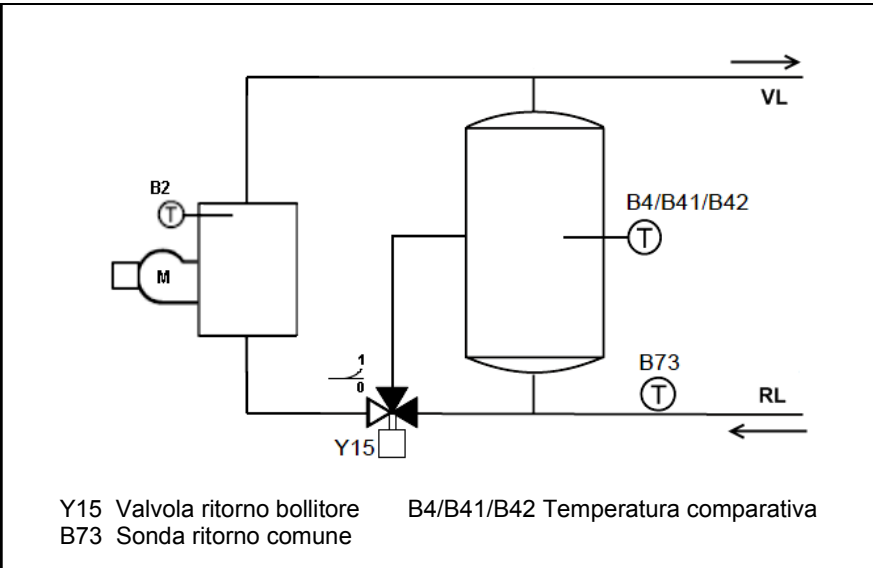 VL
B2
T
B4/B41/B42
T
M
1
0
B73
T
RL
Y15
Y15 Valvola ritorno bollitore B4/B41/B42 Temperatura comparativa
B73 Sonda ritorno comune